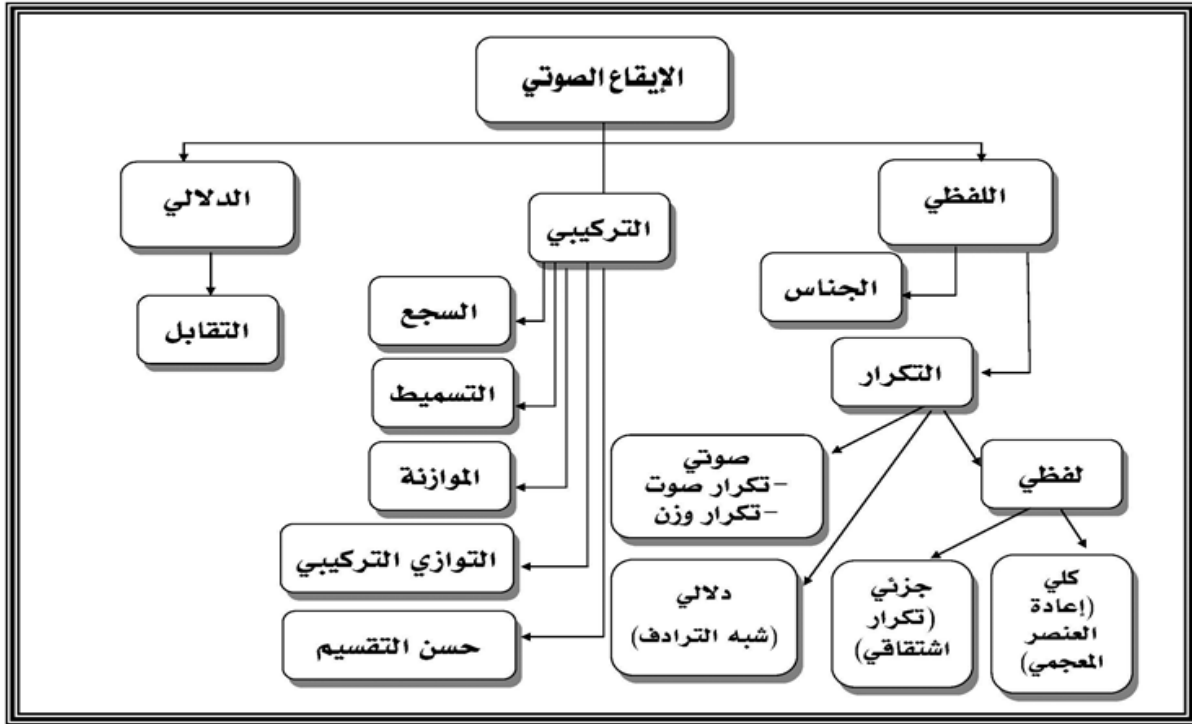 الإيقاع الصوتي
اللفظي
التركيبي
الدلالي
الجناس
التكرار
صوتي
-تكرار صوت
-تكرار وزن
لفظي
دلالي
(شبه الترادف)
جزئي
(تكرار
اشتقاقي)
كلي
(إعادة
العنصر
المعجمي)
السجع
التسميط
الموازنة
التوازي التركيبي
حسن التقسيم
التقابل